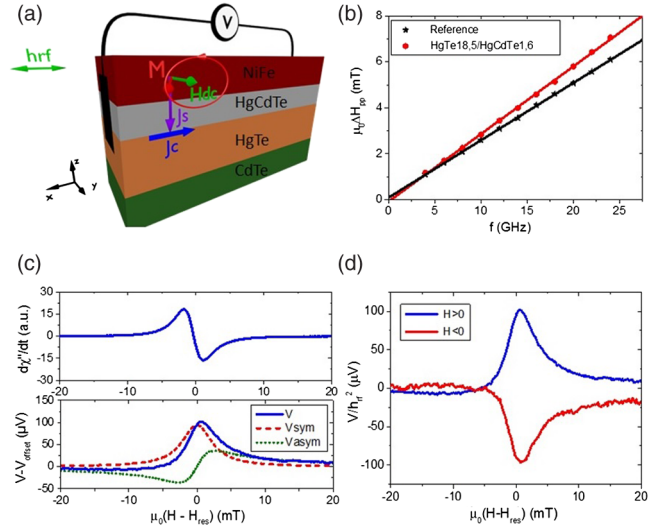 (a)
V
hrf
M
Hdc
NiFe
HgCdTe
Js
HgTe
Jc
CdTe
z
x
y
(b)
μ₀ΔHpp (mT)
8
6
4
2
0
Reference
HgTe18,5/HgCdTe1,6
0 5 10 15 20 25
f (GHz)
(c)
dχ''/dt (a.u.)
30
15
0
-15
-30
V-Voffset (μV)
150
100
50
0
-50
V
Vsym
Vasym
-20 -10 0 10 20
μ₀(H - Hres) (mT)
(d)
V/hrf² (μV)
100
50
0
-50
-100
H>0
H<0
-20 -10 0 10 20
μ₀(H-Hres) (mT)